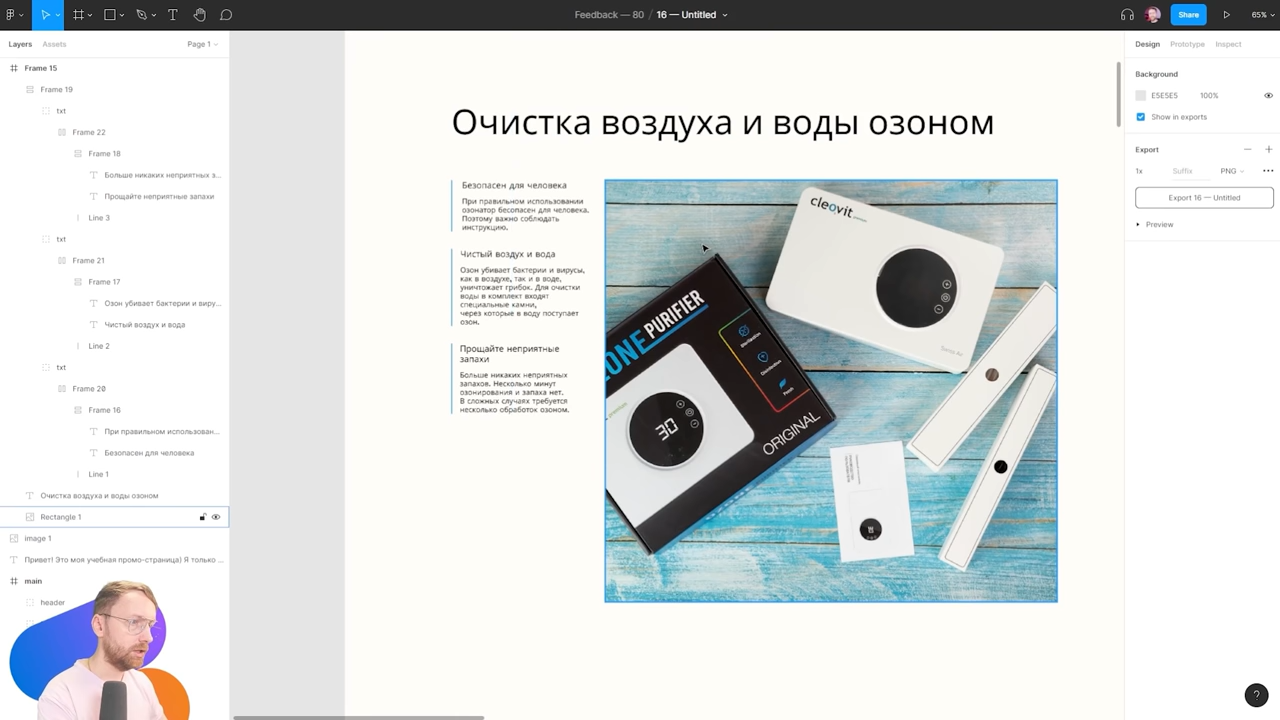 Feedback — 80 / 16 — Untitled
Share
65%
Layers
Assets
Page 1
Frame 15
Frame 19
txt
Frame 22
Frame 18
Больше никаких неприятных з...
Прощайте неприятные запахи
Line 3
txt
Frame 21
Frame 17
Озон убивает бактерии и виру...
Чистый воздух и вода
Line 2
txt
Frame 20
Frame 16
При правильном использован...
Безопасен для человека
Line 1
Очистка воздуха и воды озоном
Rectangle 1
image 1
Привет! Это моя учебная промо-страница) Я только ...
main
header
Очистка воздуха и воды озоном
Безопасен для человека
При правильном использовании
озонатор безопасен для человека.
Поэтому важно соблюдать
инструкцию.
Чистый воздух и вода
Озон убивает бактерии и вирусы,
как в воздухе, так и в воде,
уничтожает грибок. Для очистки
воды в комплект входят
специальные камни,
через которые в воду поступает
озон.
Прощайте неприятные
запахи
Больше никаких неприятных
запахов. Несколько минут
озонирования и запаха нет.
В сложных случаях требуется
несколько обработок озоном.
cleovit
ZONE PURIFIER
30
ORIGINAL
Design
Prototype
Inspect
Background
E5E5E5
100%
Show in exports
Export
1x
Suffix
PNG
Export 16 — Untitled
Preview
?